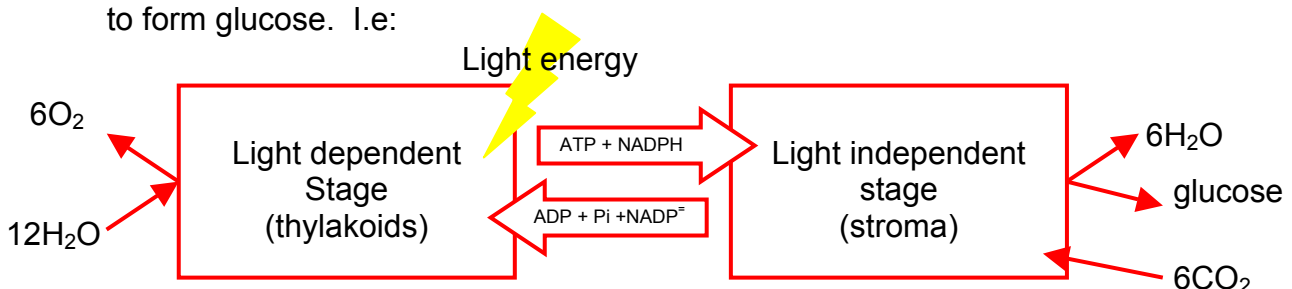 to form glucose. I.e:
Light energy
6O₂
12H₂O
Light dependent
Stage
(thylakoids)
ATP + NADPH
ADP + Pi +NADP⁼
Light independent
stage
(stroma)
6H₂O
glucose
6CO₂